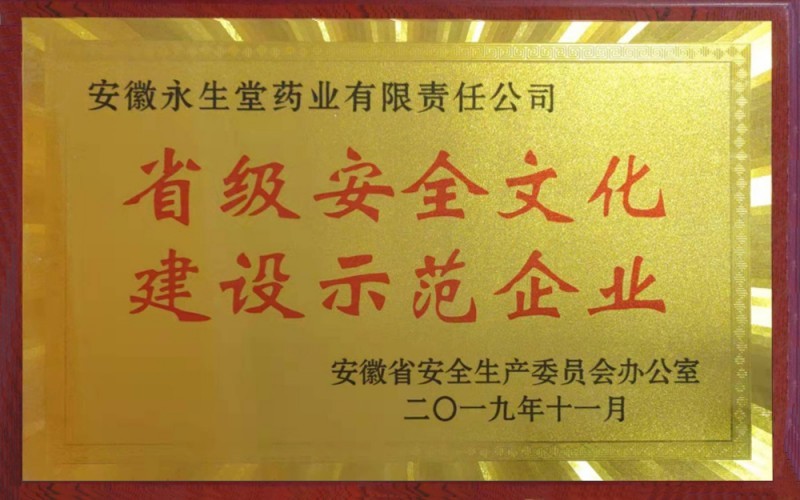 安徽永生堂药业有限责任公司
省级安全文化
建设示范企业
安徽省安全生产委员会办公室
二〇一九年十一月